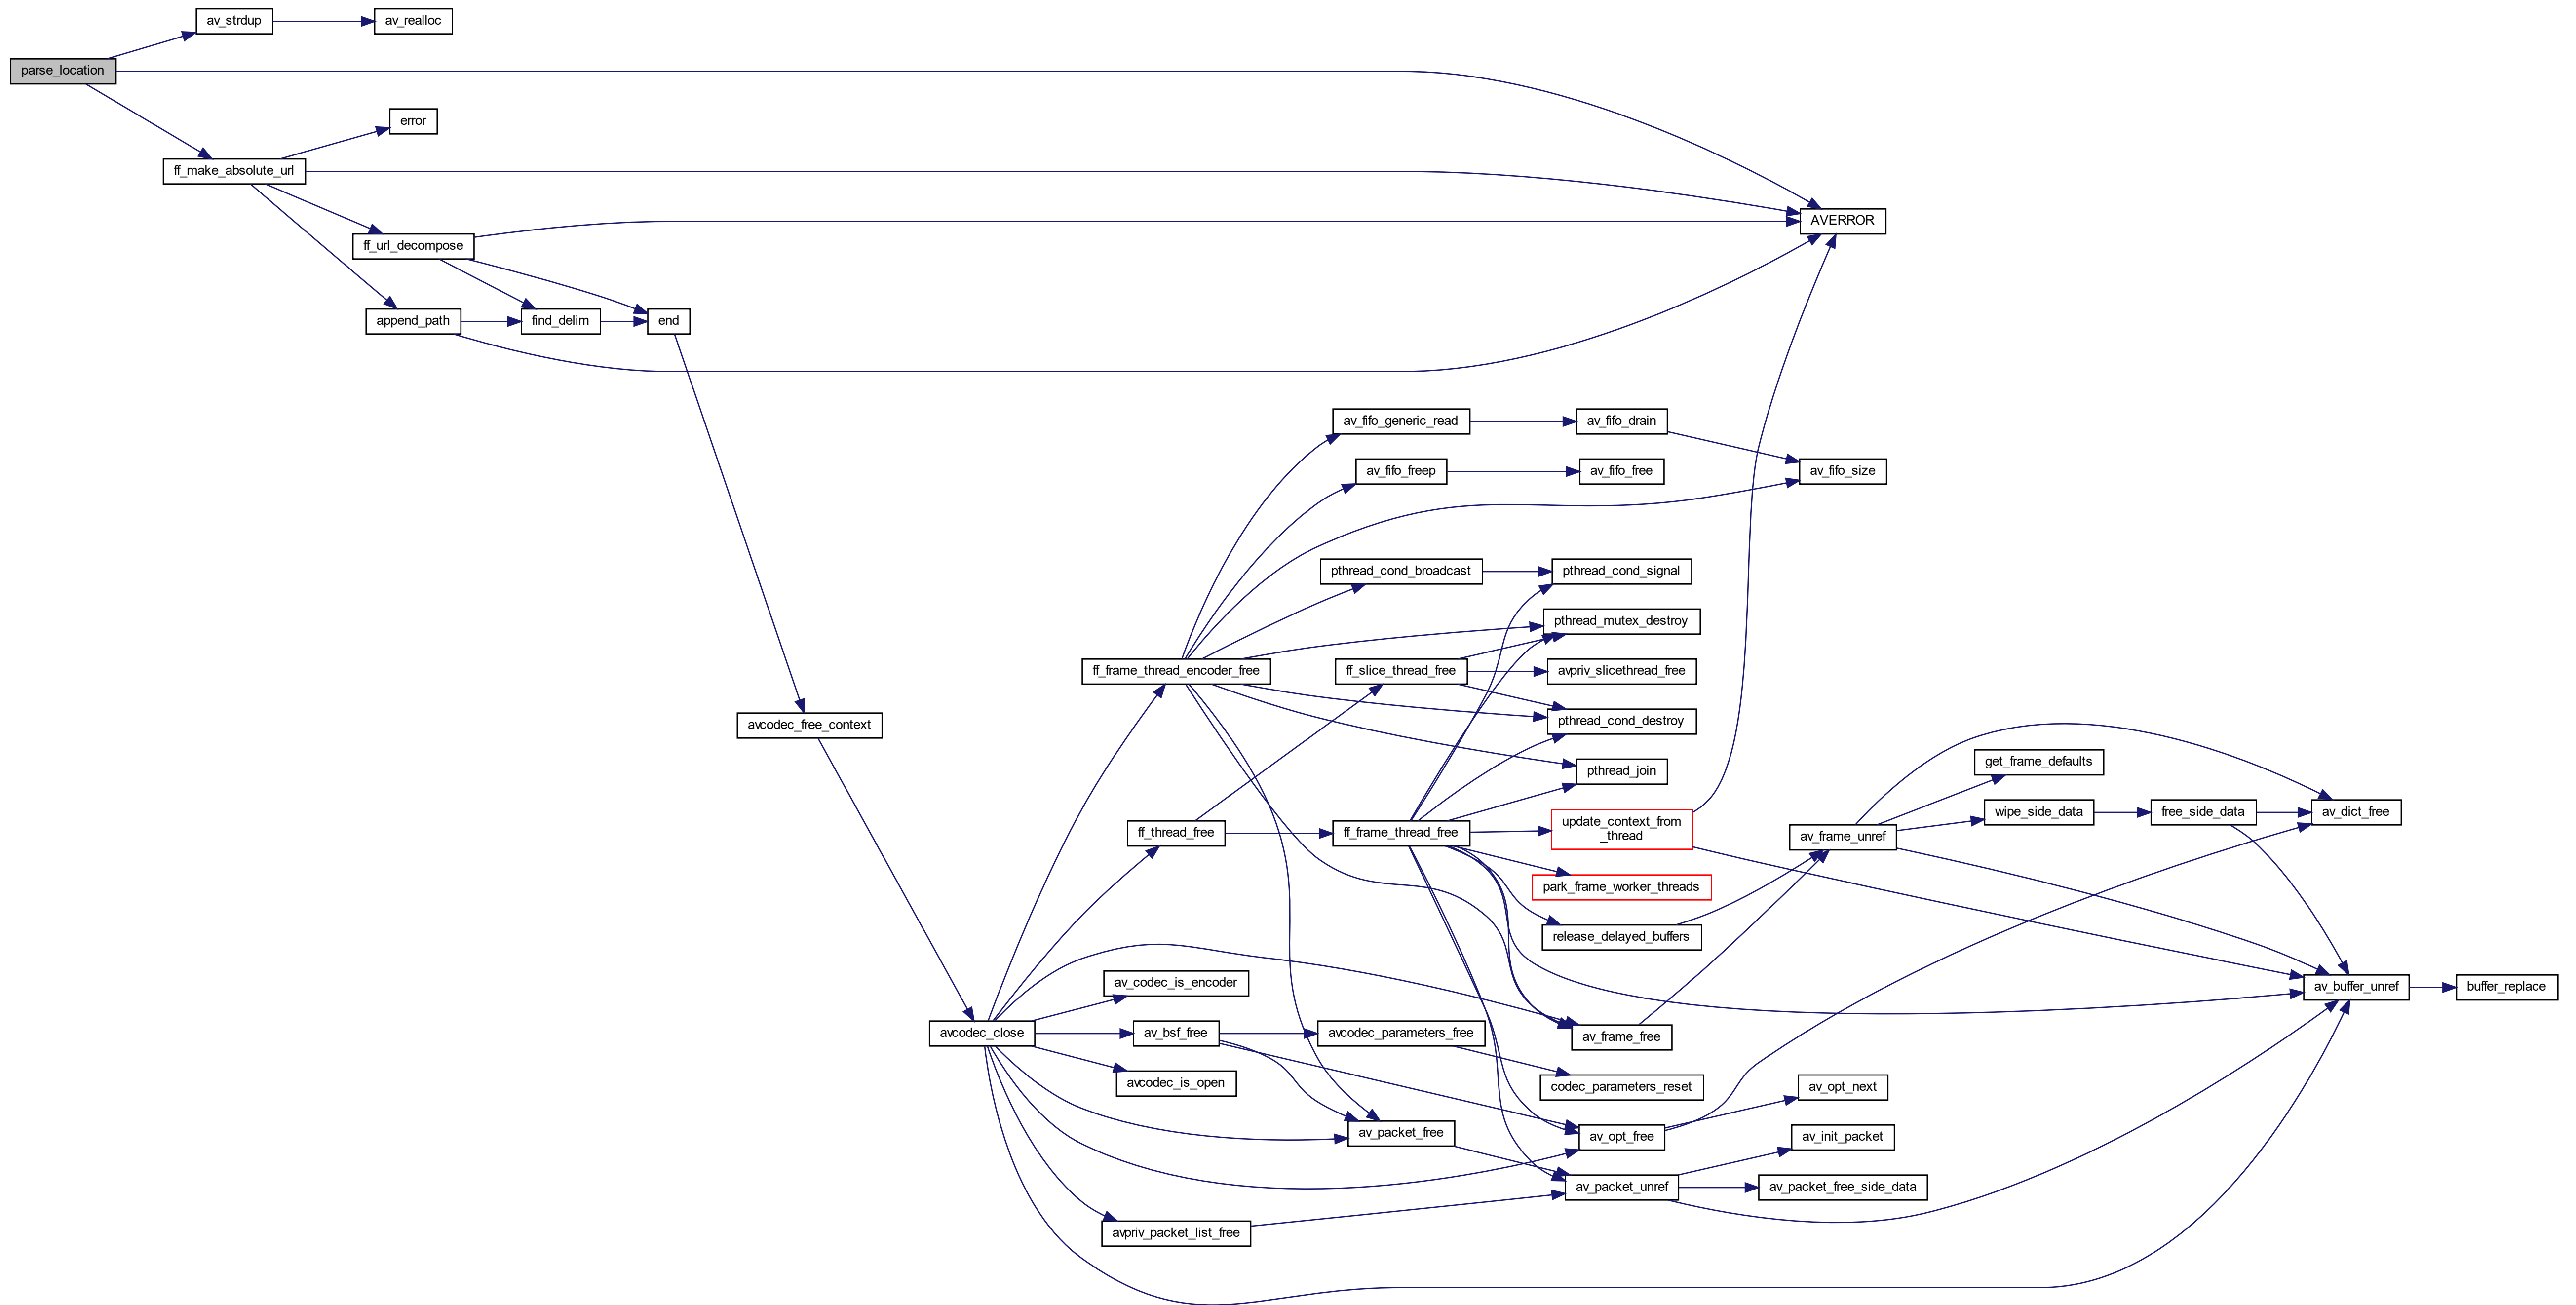 av_strdup
av_realloc
parse_location
error
ff_make_absolute_url
AVERROR
ff_url_decompose
append_path
find_delim
end
av_fifo_generic_read
av_fifo_drain
av_fifo_freep
av_fifo_free
av_fifo_size
pthread_cond_broadcast
pthread_cond_signal
pthread_mutex_destroy
ff_frame_thread_encoder_free
ff_slice_thread_free
avpriv_slicethread_free
avcodec_free_context
pthread_cond_destroy
get_frame_defaults
pthread_join
wipe_side_data
free_side_data
av_dict_free
ff_thread_free
ff_frame_thread_free
update_context_from
_thread
av_frame_unref
park_frame_worker_threads
release_delayed_buffers
av_codec_is_encoder
av_buffer_unref
buffer_replace
avcodec_close
av_bsf_free
avcodec_parameters_free
av_frame_free
avcodec_is_open
codec_parameters_reset
av_opt_next
av_packet_free
av_opt_free
av_init_packet
av_packet_unref
av_packet_free_side_data
avpriv_packet_list_free